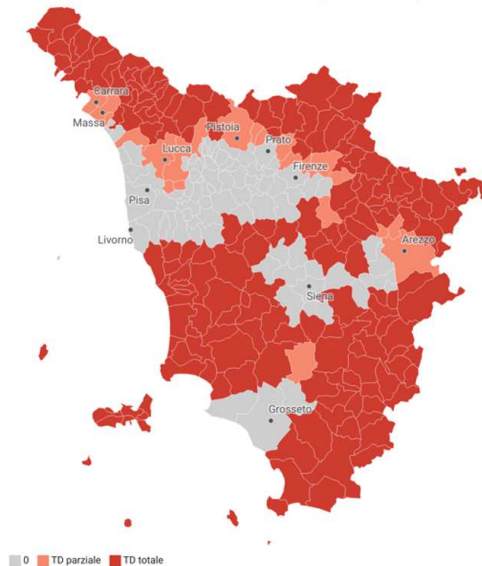 Carrara
Massa
Pistoia
Prato
Lucca
Firenze
Pisa
Livorno
Arezzo
Siena
Grosseto
0 TD parziale TD totale